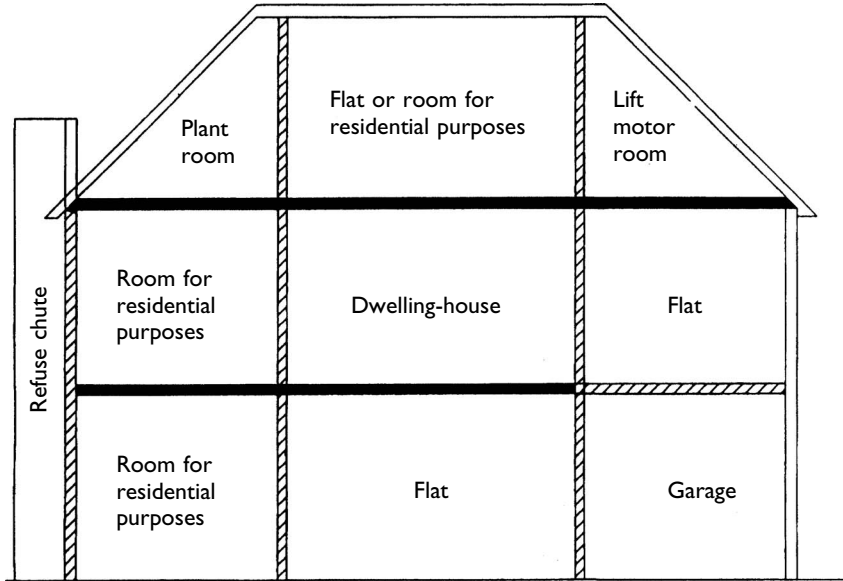 Plant
room
Flat or room for
residential purposes
Lift
motor
room
Refuse chute
Room for
residential
purposes
Dwelling-house
Flat
Room for
residential
purposes
Flat
Garage